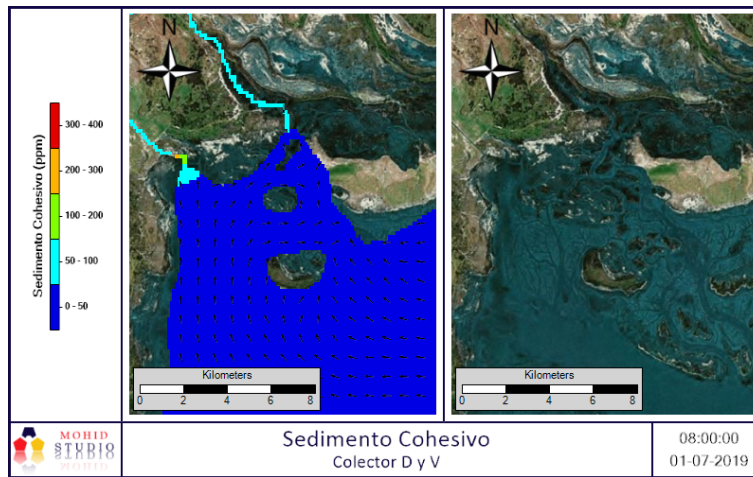 N
N
Sedimento Cohesivo (ppm)
300 - 400
200 - 300
100 - 200
50 - 100
0 - 50
Kilometers
0 2 4 6 8
Kilometers
0 2 4 6 8
MOHID
STUDIO
Sedimento Cohesivo
Colector D y V
08:00:00
01-07-2019